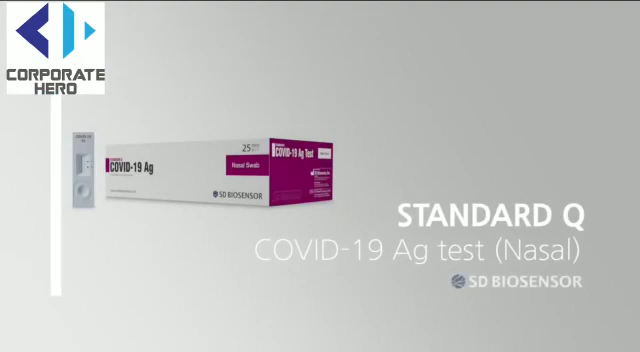 CORPORATE
HERO
COVID-19 Ag
25
Nasal Swab
SD BIOSENSOR
COVID-19 Ag Test
STANDARD Q
COVID-19 Ag test (Nasal)
SD BIOSENSOR